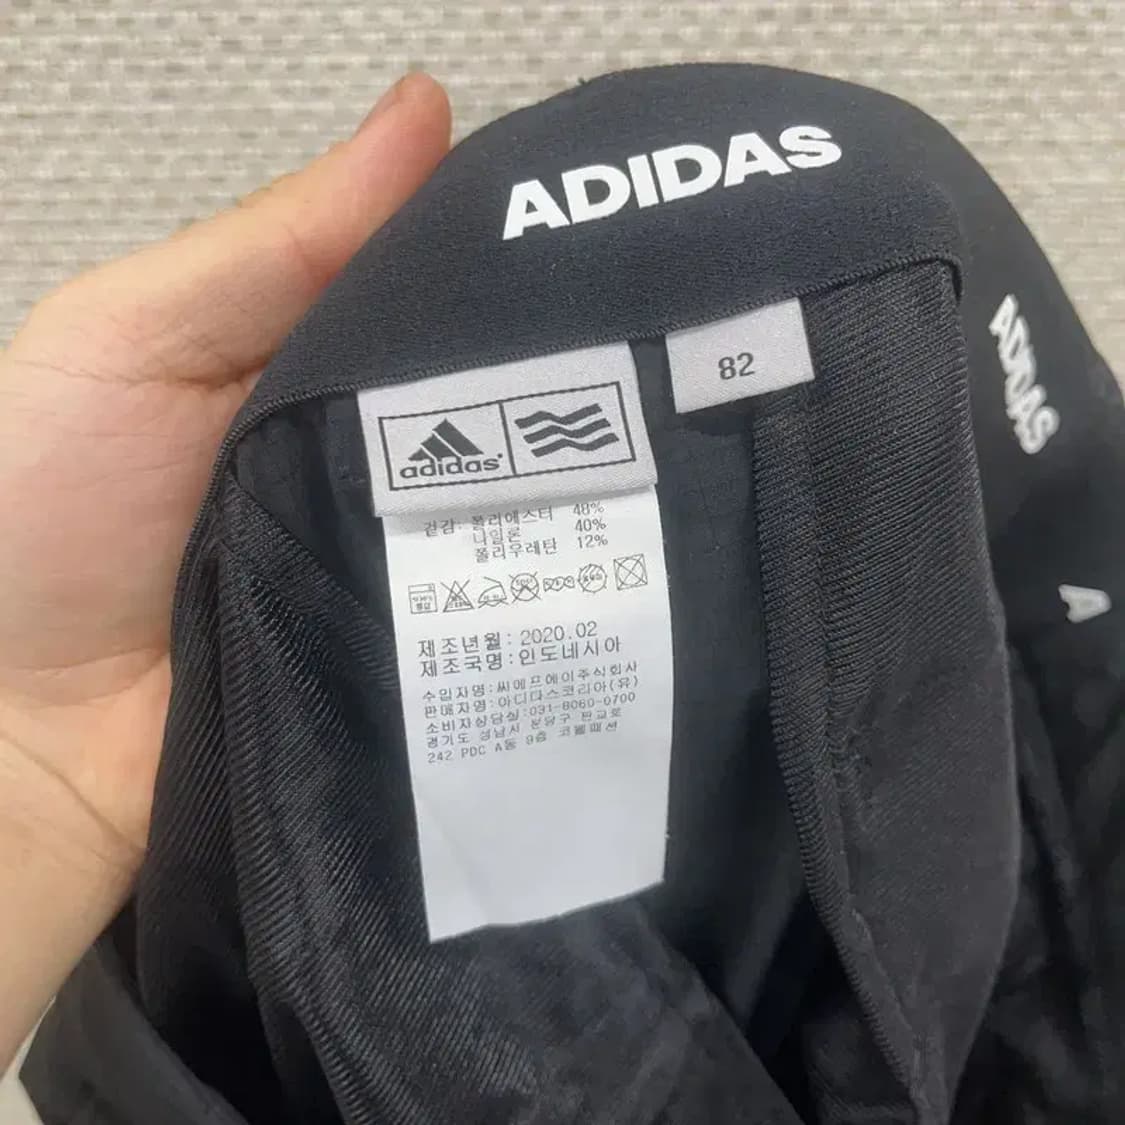 ADIDAS
ADIDAS
A
82
adidas
겉감: 폴리에스터 48%
나일론 40%
폴리우레탄 12%
제조년월: 2020.02
제조국명:인도네시아
수입자명:씨에프에이주식회사
판매자명:아디다스코리아(유)
소비자상담실:031-8060-0700
경기도 성남시 분당구 판교로
242 PDC A동 9층 코웰패션